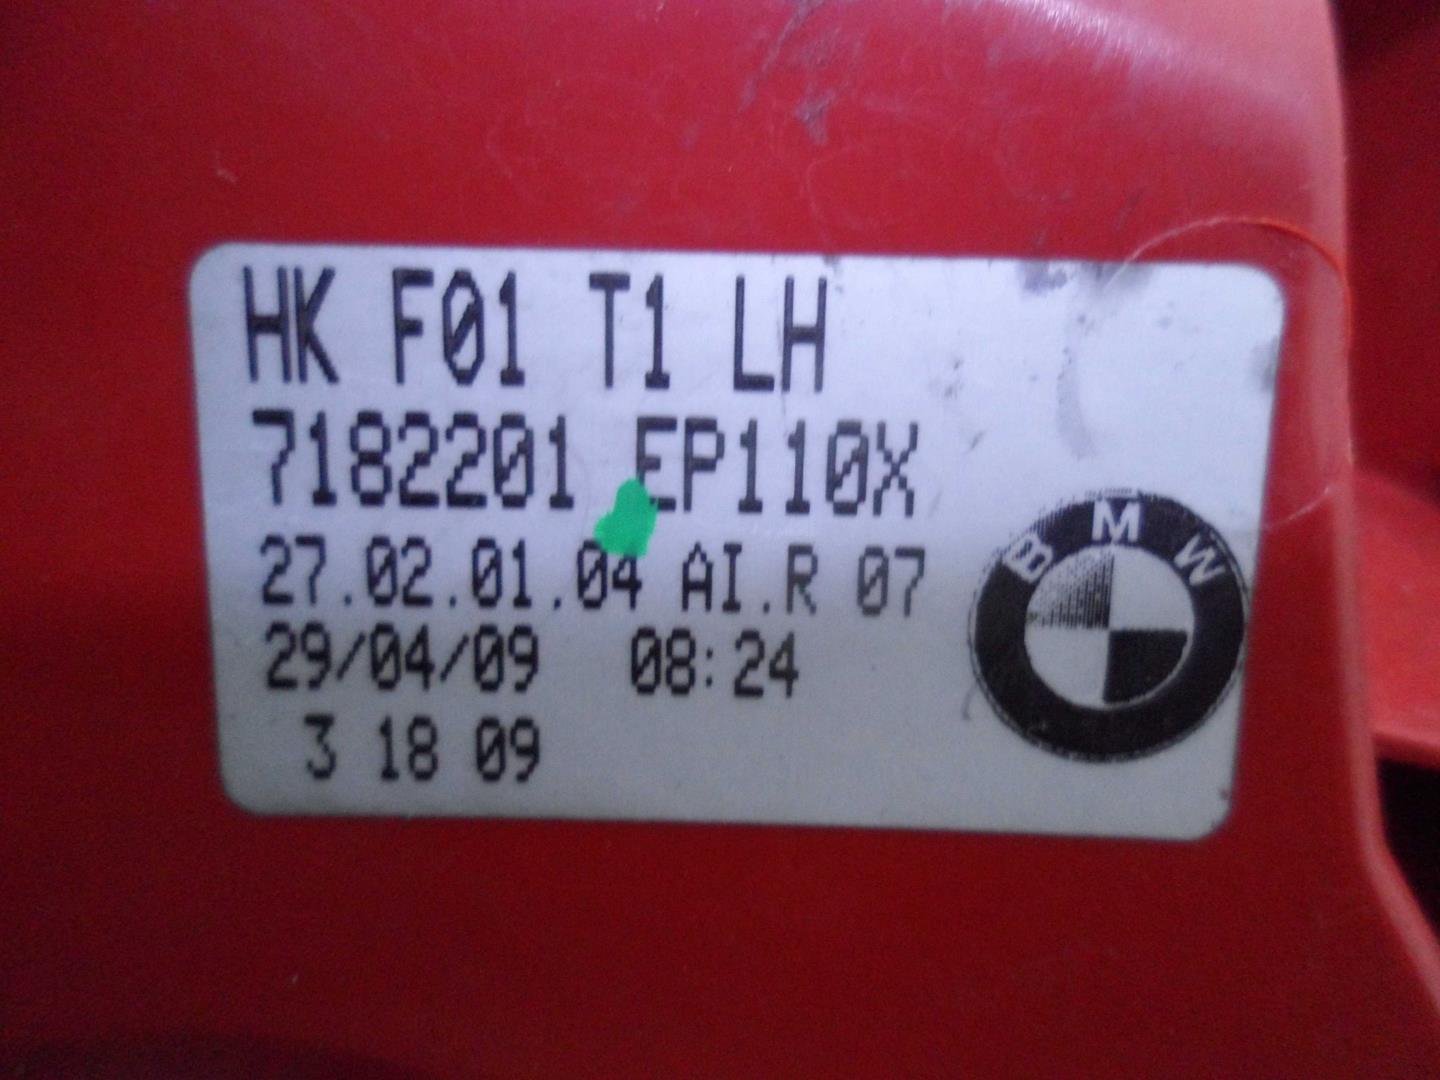 HK F01 T1 LH
7182201 EP110X
27.02.01.04 AI.R 07
29/04/09 08:24
3 18 09
BMW